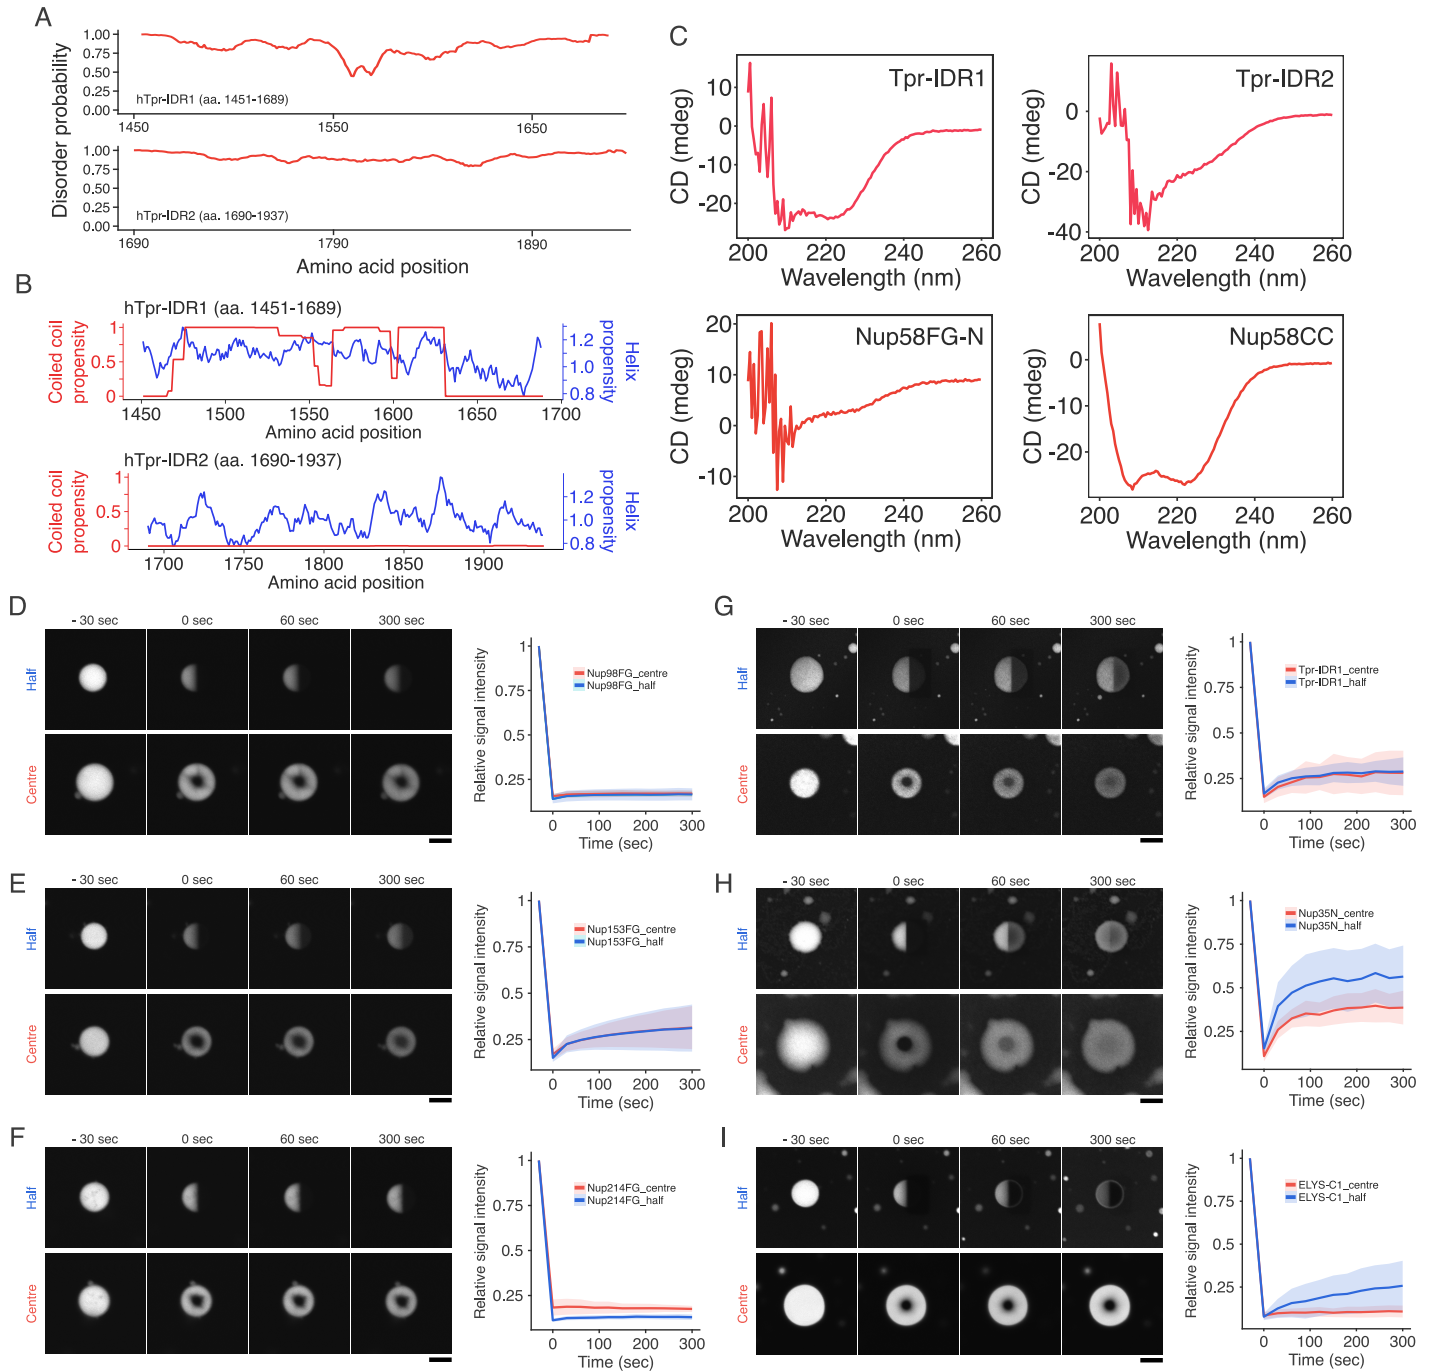 A
Disorder probability
1.00
0.75
0.50
0.25
0.00
hTpr-IDR1 (aa. 1451-1689)
1450 1550 1650
1.00
0.75
0.50
0.25
0.00
hTpr-IDR2 (aa. 1690-1937)
1690 1790 1890
Amino acid position
B
hTpr-IDR1 (aa. 1451-1689)
Coiled coil
propensity
1
0.5
0
Helix
propensity
1.2
1.0
0.8
1450 1500 1550 1600 1650 1700
Amino acid position
hTpr-IDR2 (aa. 1690-1937)
Coiled coil
propensity
1
0.5
0
Helix
propensity
1.2
1.0
0.8
1700 1750 1800 1850 1900
Amino acid position
C
Tpr-IDR1
CD (mdeg)
10
0
-10
-20
200 220 240 260
Wavelength (nm)
Tpr-IDR2
CD (mdeg)
0
-20
-40
200 220 240 260
Wavelength (nm)
Nup58FG-N
CD (mdeg)
20
10
0
-10
200 220 240 260
Wavelength (nm)
Nup58CC
CD (mdeg)
0
-10
-20
200 220 240 260
Wavelength (nm)
D
- 30 sec 0 sec 60 sec 300 sec
Half
Centre
Relative signal intensity
1
0.75
0.5
0.25
Nup98FG_centre
Nup98FG_half
0 100 200 300
Time (sec)
E
- 30 sec 0 sec 60 sec 300 sec
Half
Centre
Relative signal intensity
1
0.75
0.5
0.25
Nup153FG_centre
Nup153FG_half
0 100 200 300
Time (sec)
F
- 30 sec 0 sec 60 sec 300 sec
Half
Centre
Relative signal intensity
1
0.75
0.5
0.25
Nup214FG_centre
Nup214FG_half
0 100 200 300
Time (sec)
G
- 30 sec 0 sec 60 sec 300 sec
Half
Centre
Relative signal intensity
1
0.75
0.5
0.25
Tpr-IDR1_centre
Tpr-IDR1_half
0 100 200 300
Time (sec)
H
- 30 sec 0 sec 60 sec 300 sec
Half
Centre
Relative signal intensity
1
0.75
0.5
0.25
Nup35N_centre
Nup35N_half
0 100 200 300
Time (sec)
I
- 30 sec 0 sec 60 sec 300 sec
Half
Centre
Relative signal intensity
1
0.75
0.5
0.25
ELYS-C1_centre
ELYS-C1_half
0 100 200 300
Time (sec)